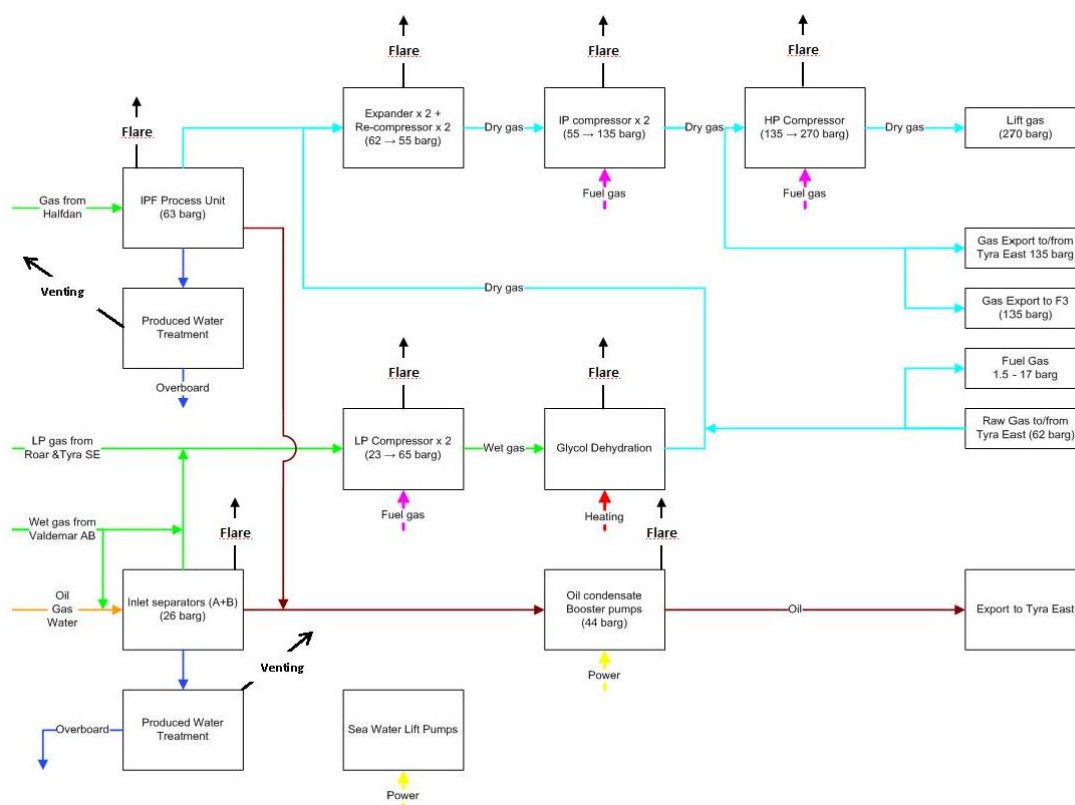 Flare
Flare
Flare
Flare
Expander x 2 +
Re-compressor x 2
(62 → 55 barg)
Dry gas
IP compressor x 2
(55 → 135 barg)
Dry gas
HP Compressor
(135 → 270 barg)
Dry gas
Lift gas
(270 barg)
Fuel gas
Fuel gas
Gas from
Halfdan
IPF Process Unit
(63 barg)
Gas Export to/from
Tyra East 135 barg
Venting
Dry gas
Gas Export to F3
(135 barg)
Produced Water
Treatment
Overboard
Flare
Flare
Fuel Gas
1.5 - 17 barg
LP gas from
Roar &Tyra SE
LP Compressor x 2
(23 → 65 barg)
Wet gas
Glycol Dehydration
Raw Gas to/from
Tyra East (62 barg)
Fuel gas
Heating
Wet gas from
Valdemar AB
Flare
Flare
Oil
Gas
Water
Inlet separators (A+B)
(26 barg)
Oil condensate
Booster pumps
(44 barg)
Oil
Export to Tyra East
Venting
Power
Overboard
Produced Water
Treatment
Sea Water Lift Pumps
Power